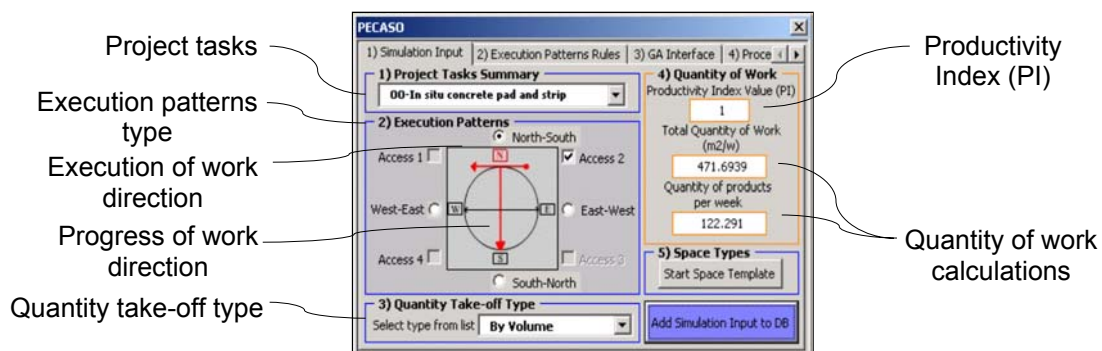 Project tasks
Execution patterns
type
Execution of work
direction
Progress of work
direction
Quantity take-off type
PECASO
1) Simulation Input
2) Execution Patterns Rules
3) GA Interface
4) Proce
1) Project Tasks Summary
00-In situ concrete pad and strip
2) Execution Patterns
North-South
Access 1
N
Access 2
West-East
W
E
East-West
Access 4
S
Access 3
South-North
3) Quantity Take-off Type
Select type from list
By Volume
4) Quantity of Work
Productivity Index Value (PI)
1
Total Quantity of Work
(m2/w)
471.6939
Quantity of products
per week
122.291
5) Space Types
Start Space Template
Add Simulation Input to DB
Productivity
Index (PI)
Quantity of work
calculations